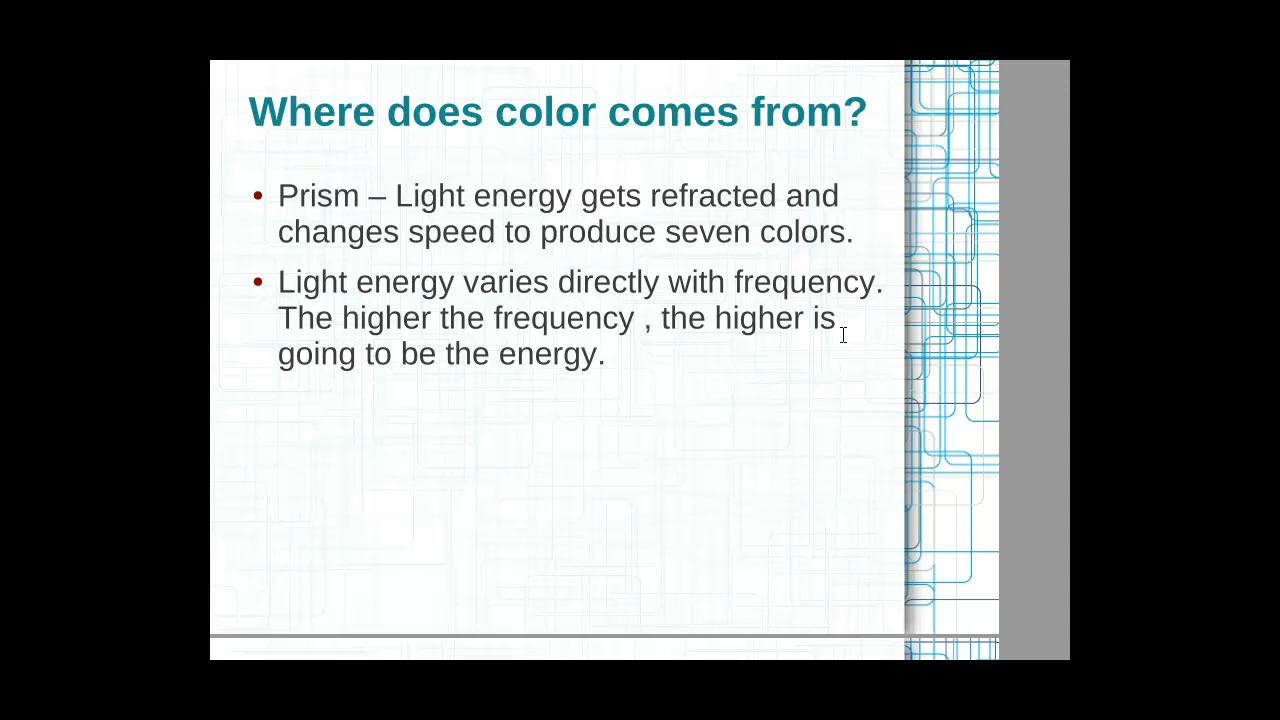 Where does color comes from?
• Prism – Light energy gets refracted and
changes speed to produce seven colors.
• Light energy varies directly with frequency.
The higher the frequency , the higher is
going to be the energy.